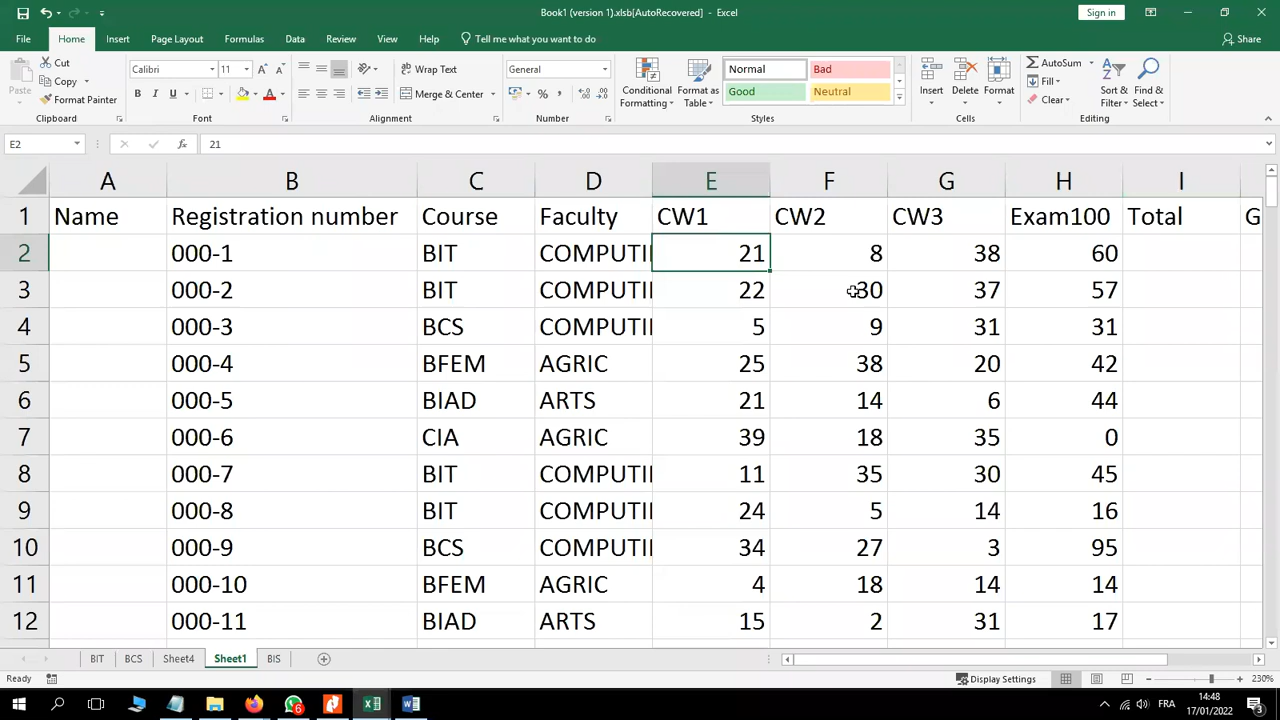 Book1 (version 1).xlsb[AutoRecovered] - Excel
Sign in
File Home Insert Page Layout Formulas Data Review View Help Tell me what you want to do Share
Paste
Cut
Copy
Format Painter
Clipboard
Calibri 11
B I U
Font
Wrap Text
Merge & Center
Alignment
General
Number
Conditional Formatting
Format as Table
Normal Bad
Good Neutral
Styles
Insert Delete Format
Cells
AutoSum
Fill
Clear
Sort & Filter
Find & Select
Editing
E2 fx 21
A B C D E F G H I
1 Name Registration number Course Faculty CW1 CW2 CW3 Exam100 Total G
2 000-1 BIT COMPUTI 21 8 38 60
3 000-2 BIT COMPUTI 22 30 37 57
4 000-3 BCS COMPUTI 5 9 31 31
5 000-4 BFEM AGRIC 25 38 20 42
6 000-5 BIAD ARTS 21 14 6 44
7 000-6 CIA AGRIC 39 18 35 0
8 000-7 BIT COMPUTI 11 35 30 45
9 000-8 BIT COMPUTI 24 5 14 16
10 000-9 BCS COMPUTI 34 27 3 95
11 000-10 BFEM AGRIC 4 18 14 14
12 000-11 BIAD ARTS 15 2 31 17
BIT BCS Sheet4 Sheet1 BIS
Ready Display Settings 230%
6 FRA 14:48
17/01/2022 3